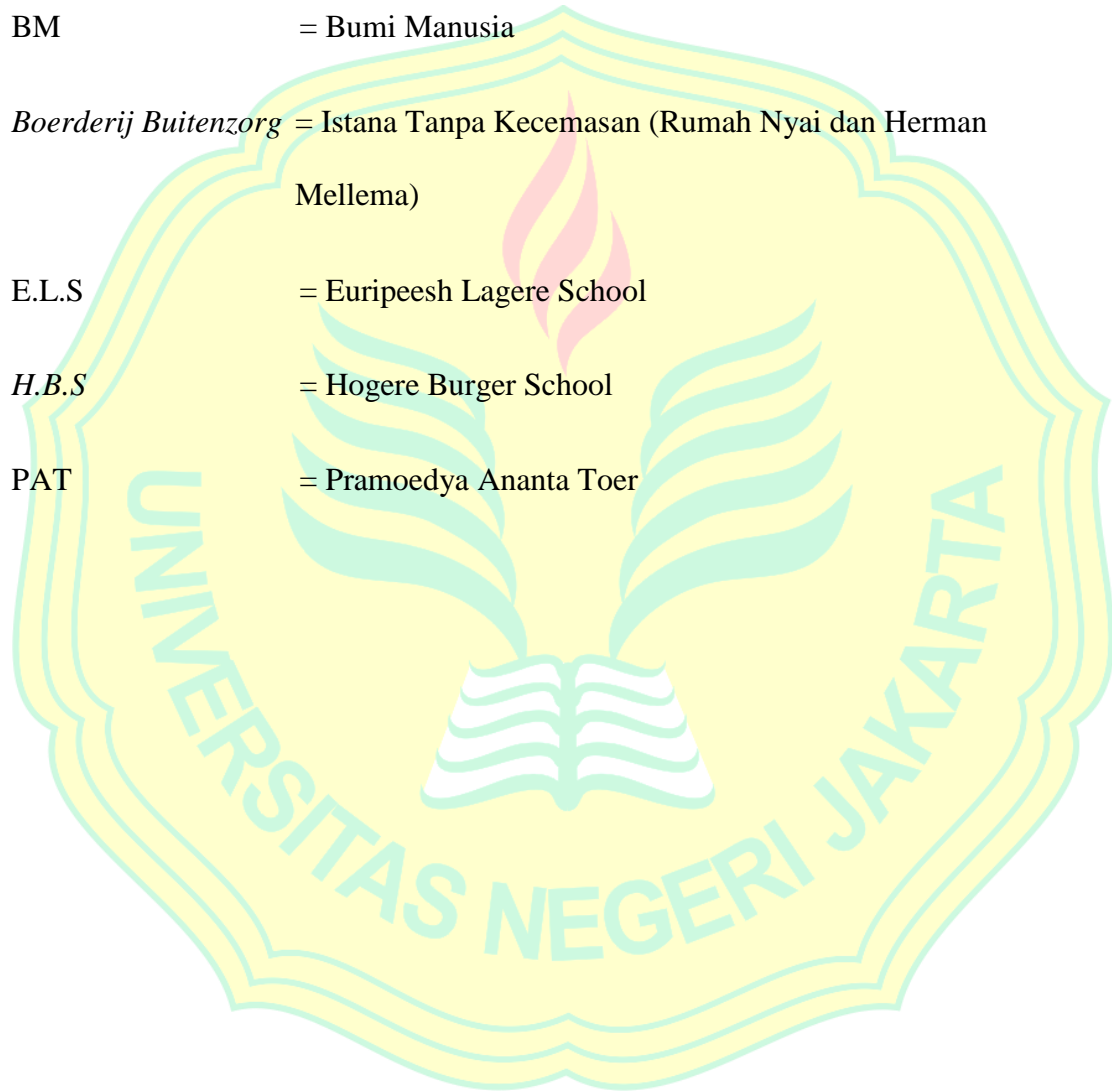 BM = Bumi Manusia
Boerderij Buitenzorg = Istana Tanpa Kecemasan (Rumah Nyai dan Herman
Mellema)
E.L.S = Euripeesh Lagere School
H.B.S = Hogere Burger School
PAT = Pramoedya Ananta Toer
UNIVERSITAS NEGERI JAKARTA